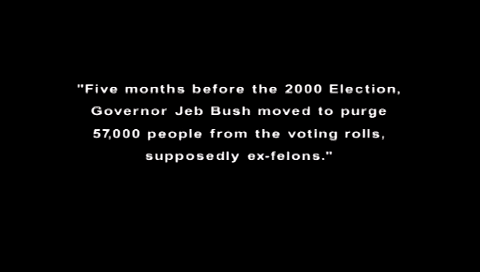 "Five months before the 2000 Election,
Governor Jeb Bush moved to purge
57,000 people from the voting rolls,
supposedly ex-felons."